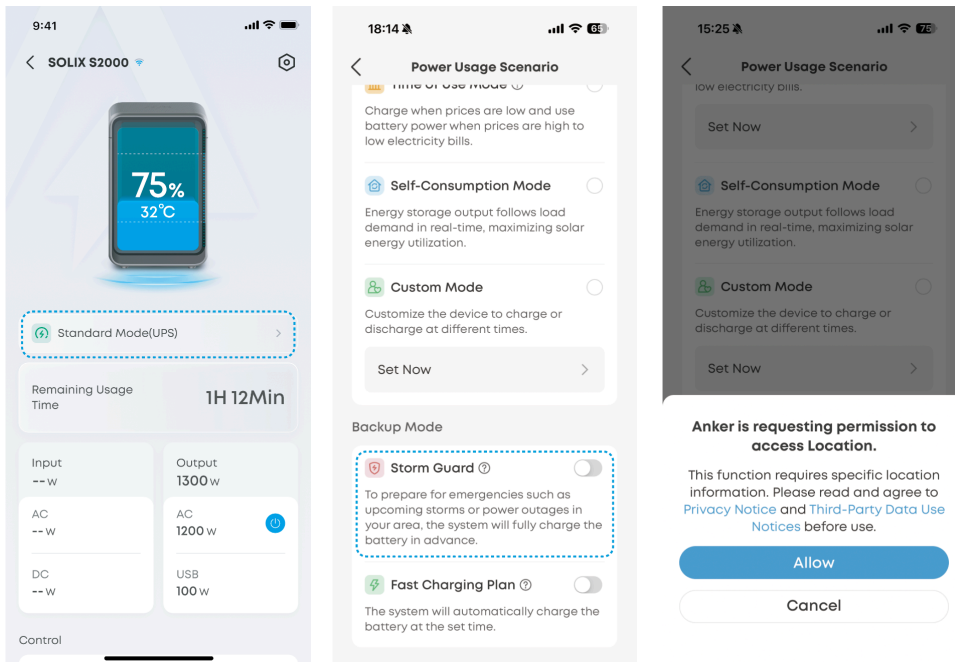 9:41
SOLIX S2000
75%
32°C
Standard Mode(UPS)
Remaining Usage
Time
1H 12Min
Input
-- W
Output
1300 W
AC
-- W
AC
1200 W
DC
-- W
USB
100 W
Control
18:14
65
Power Usage Scenario
Time of Use Mode
Charge when prices are low and use
battery power when prices are high to
low electricity bills.
Self-Consumption Mode
Energy storage output follows load
demand in real-time, maximizing solar
energy utilization.
Custom Mode
Customize the device to charge or
discharge at different times.
Set Now
Backup Mode
Storm Guard
To prepare for emergencies such as
upcoming storms or power outages in
your area, the system will fully charge the
battery in advance.
Fast Charging Plan
The system will automatically charge the
battery at the set time.
15:25
75
Power Usage Scenario
low electricity bills.
Set Now
Self-Consumption Mode
Energy storage output follows load
demand in real-time, maximizing solar
energy utilization.
Custom Mode
Customize the device to charge or
discharge at different times.
Set Now
Anker is requesting permission to
access Location.
This function requires specific location
information. Please read and agree to
Privacy Notice and Third-Party Data Use
Notices before use.
Allow
Cancel